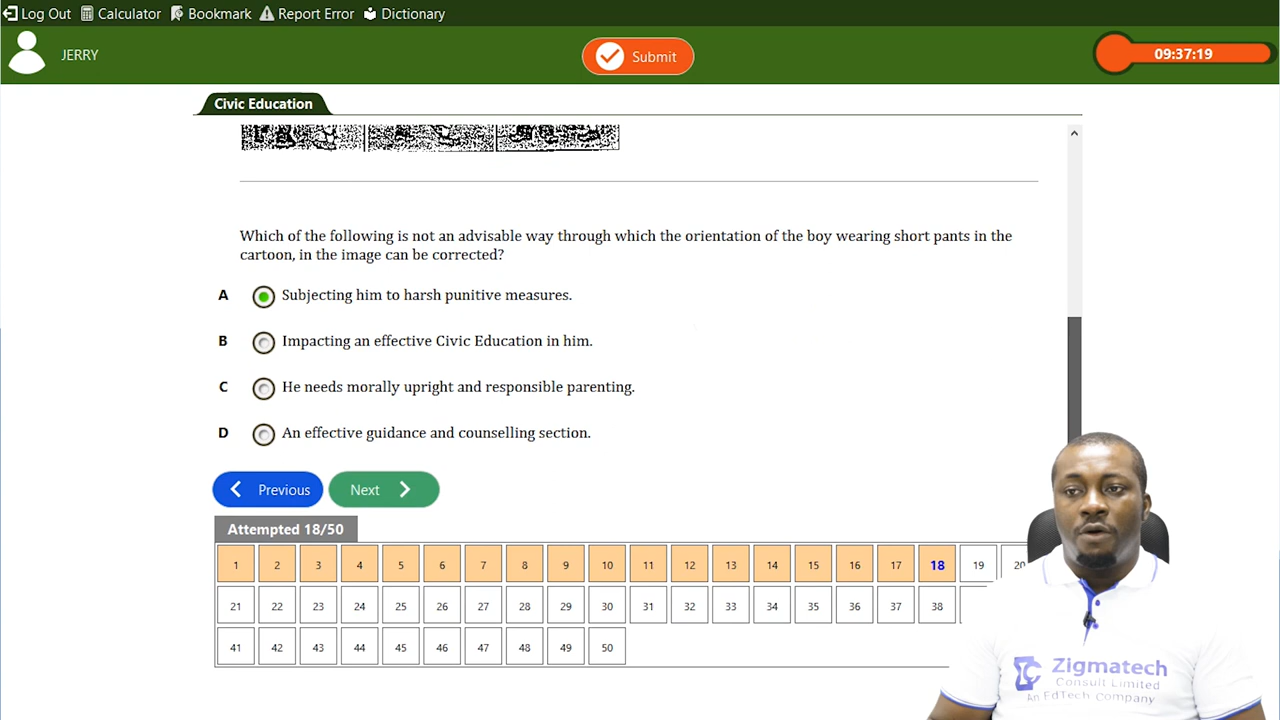 Log Out Calculator Bookmark Report Error Dictionary
JERRY
Submit
09:37:19
Civic Education
Which of the following is not an advisable way through which the orientation of the boy wearing short pants in the
cartoon, in the image can be corrected?
A Subjecting him to harsh punitive measures.
B Impacting an effective Civic Education in him.
C He needs morally upright and responsible parenting.
D An effective guidance and counselling section.
Previous Next
Attempted 18/50
1 2 3 4 5 6 7 8 9 10 11 12 13 14 15 16 17 18 19 20
21 22 23 24 25 26 27 28 29 30 31 32 33 34 35 36 37 38
41 42 43 44 45 46 47 48 49 50
Zigmatech
Consult Limited
An EdTech Company